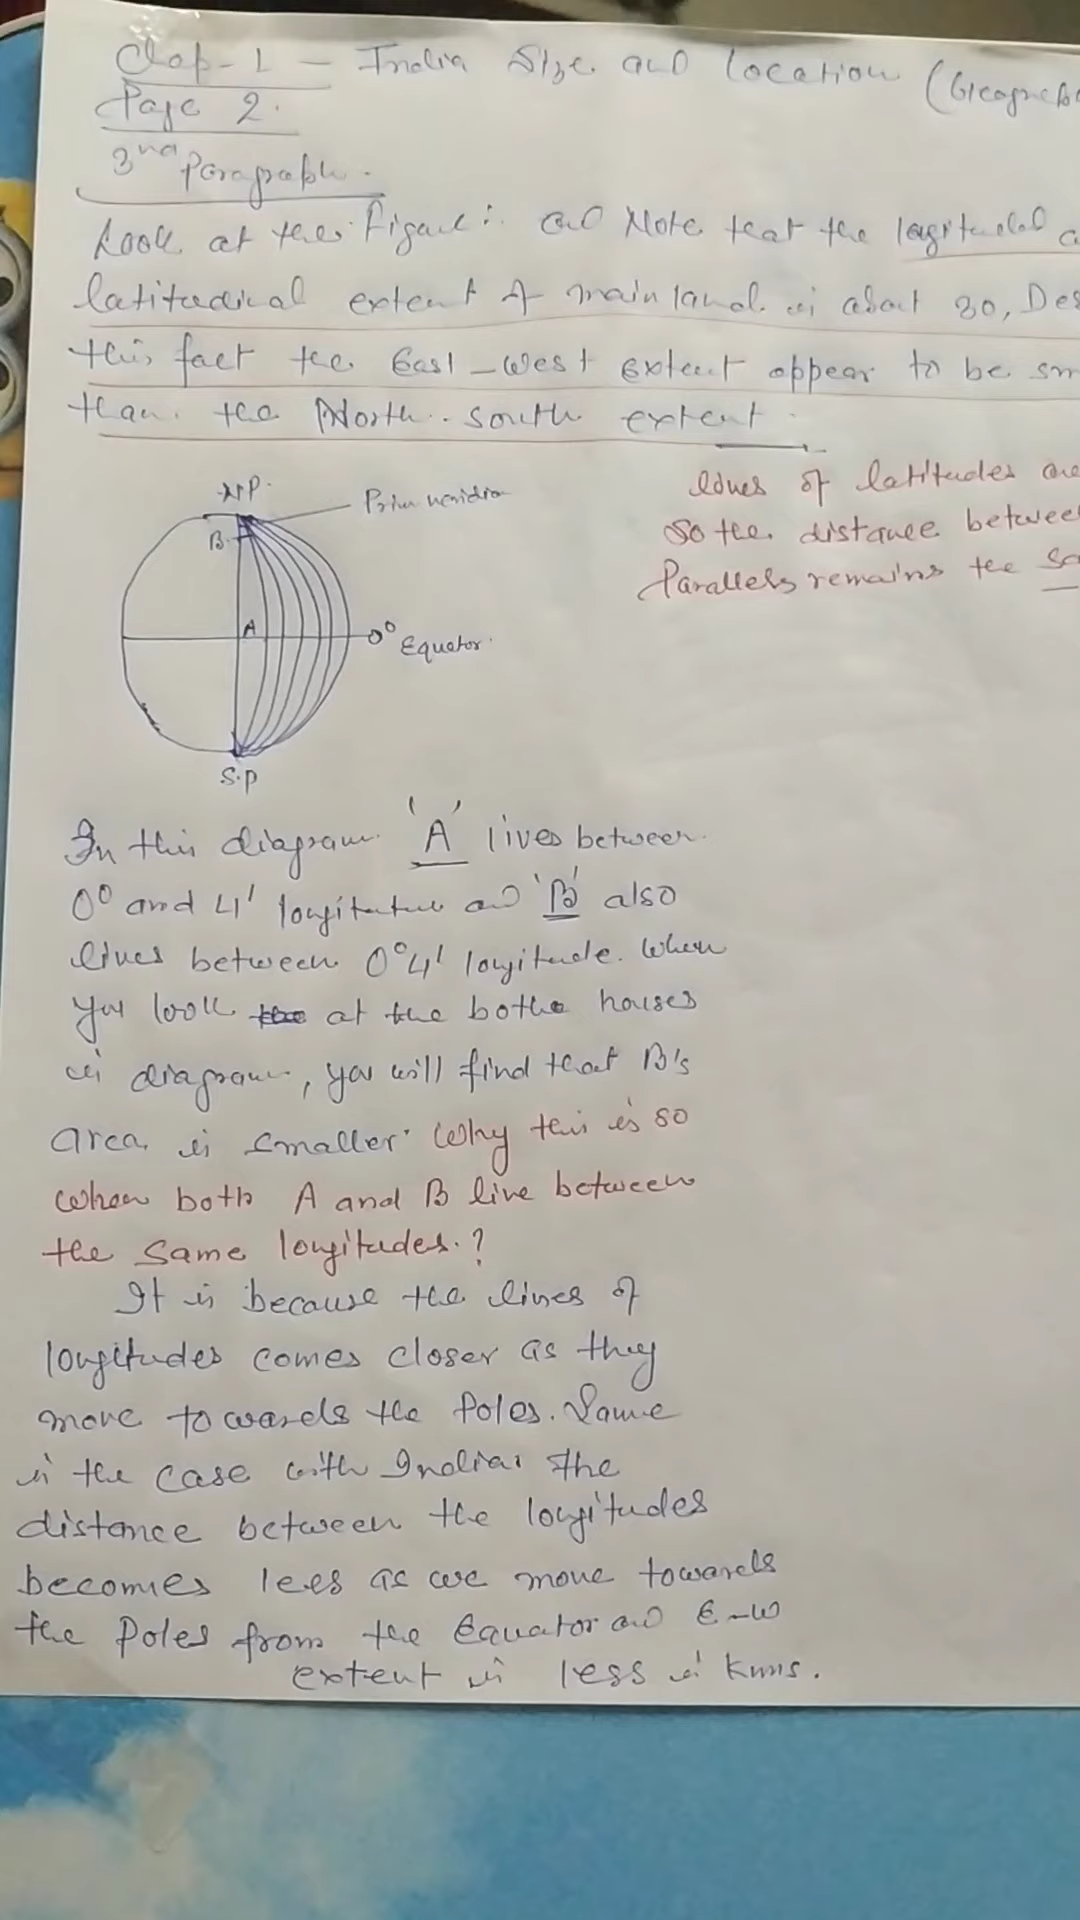 Chap-1 – India Size and location (Geography
Page 2.
3rd Paragraph.
Look at the figure: and Note that the longitudinal a
latitudinal extent of mainland is about 30, Des
this fact the East-west extent appear to be sm
than the North-south extent.
N.P.
Prime meridian
B
A
0° Equator.
S.P
lines of latitudes are
so the distance between
Parallels remains the sa
In this diagram 'A' lives between
0° and 4' longitude and 'B' also
lives between 0°4' longitude. When
you look the at the both houses
in diagram, you will find that B's
area is smaller. Why this is so
when both A and B live between
the same longitudes.?
It is because the lines of
longitudes comes closer as they
move towards the Poles. Same
is the case with India. The
distance between the longitudes
becomes less as we move towards
the Poles from the Equator and E-W
extent is less in kms.